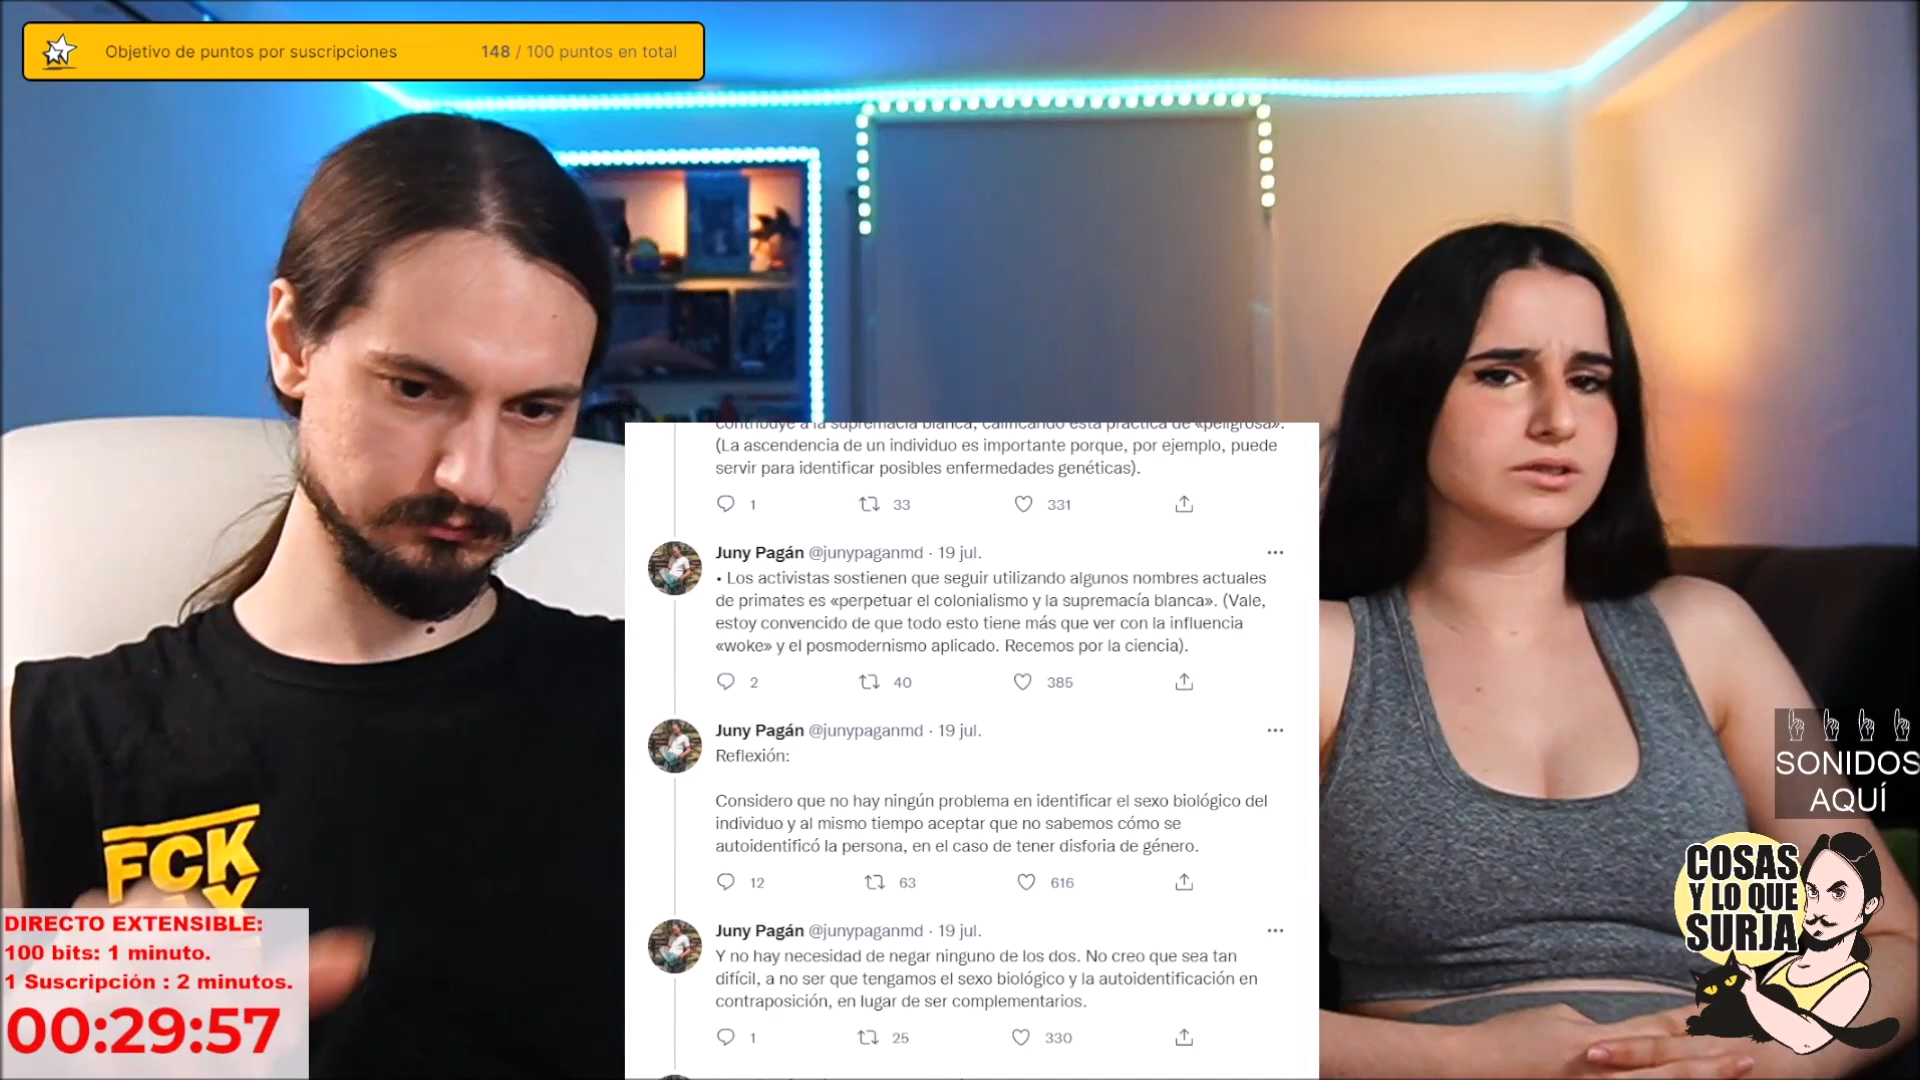 Objetivo de puntos por suscripciones 148 / 100 puntos en total
contribuye a la supremacía blanca, calificando esta práctica de «peligrosa».
(La ascendencia de un individuo es importante porque, por ejemplo, puede
servir para identificar posibles enfermedades genéticas).
1 33 331
Juny Pagán @junypaganmd · 19 jul.
• Los activistas sostienen que seguir utilizando algunos nombres actuales
de primates es «perpetuar el colonialismo y la supremacía blanca». (Vale,
estoy convencido de que todo esto tiene más que ver con la influencia
«woke» y el posmodernismo aplicado. Recemos por la ciencia).
2 40 385
Juny Pagán @junypaganmd · 19 jul.
Reflexión:
Considero que no hay ningún problema en identificar el sexo biológico del
individuo y al mismo tiempo aceptar que no sabemos cómo se
autoidentificó la persona, en el caso de tener disforia de género.
12 63 616
Juny Pagán @junypaganmd · 19 jul.
Y no hay necesidad de negar ninguno de los dos. No creo que sea tan
difícil, a no ser que tengamos el sexo biológico y la autoidentificación en
contraposición, en lugar de ser complementarios.
1 25 330
FCK
DIRECTO EXTENSIBLE:
100 bits: 1 minuto.
1 Suscripción : 2 minutos.
00:29:57
SONIDOS
AQUÍ
COSAS
Y LO QUE
SURJA